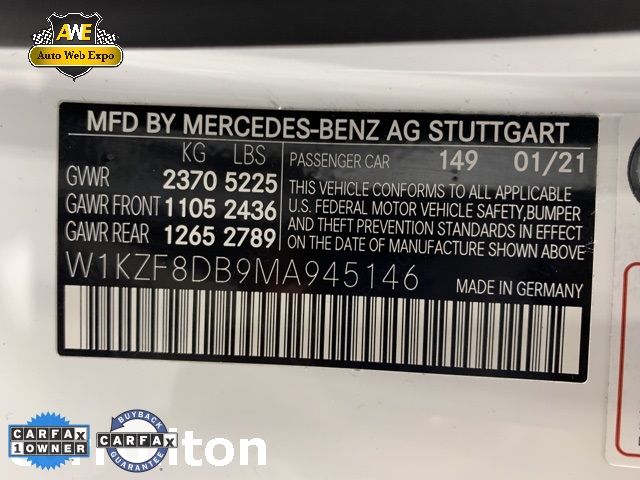 AWE
Auto Web Expo
MFD BY MERCEDES-BENZ AG STUTTGART
KG LBS
GVWR 2370 5225
GAWR FRONT 1105 2436
GAWR REAR 1265 2789
PASSENGER CAR 149 01/21
THIS VEHICLE CONFORMS TO ALL APPLICABLE
U.S. FEDERAL MOTOR VEHICLE SAFETY, BUMPER
AND THEFT PREVENTION STANDARDS IN EFFECT
ON THE DATE OF MANUFACTURE SHOWN ABOVE.
W1KZF8DB9MA945146
MADE IN GERMANY
CARFAX
1 OWNER
BUYBACK
CARFAX
GUARANTEE